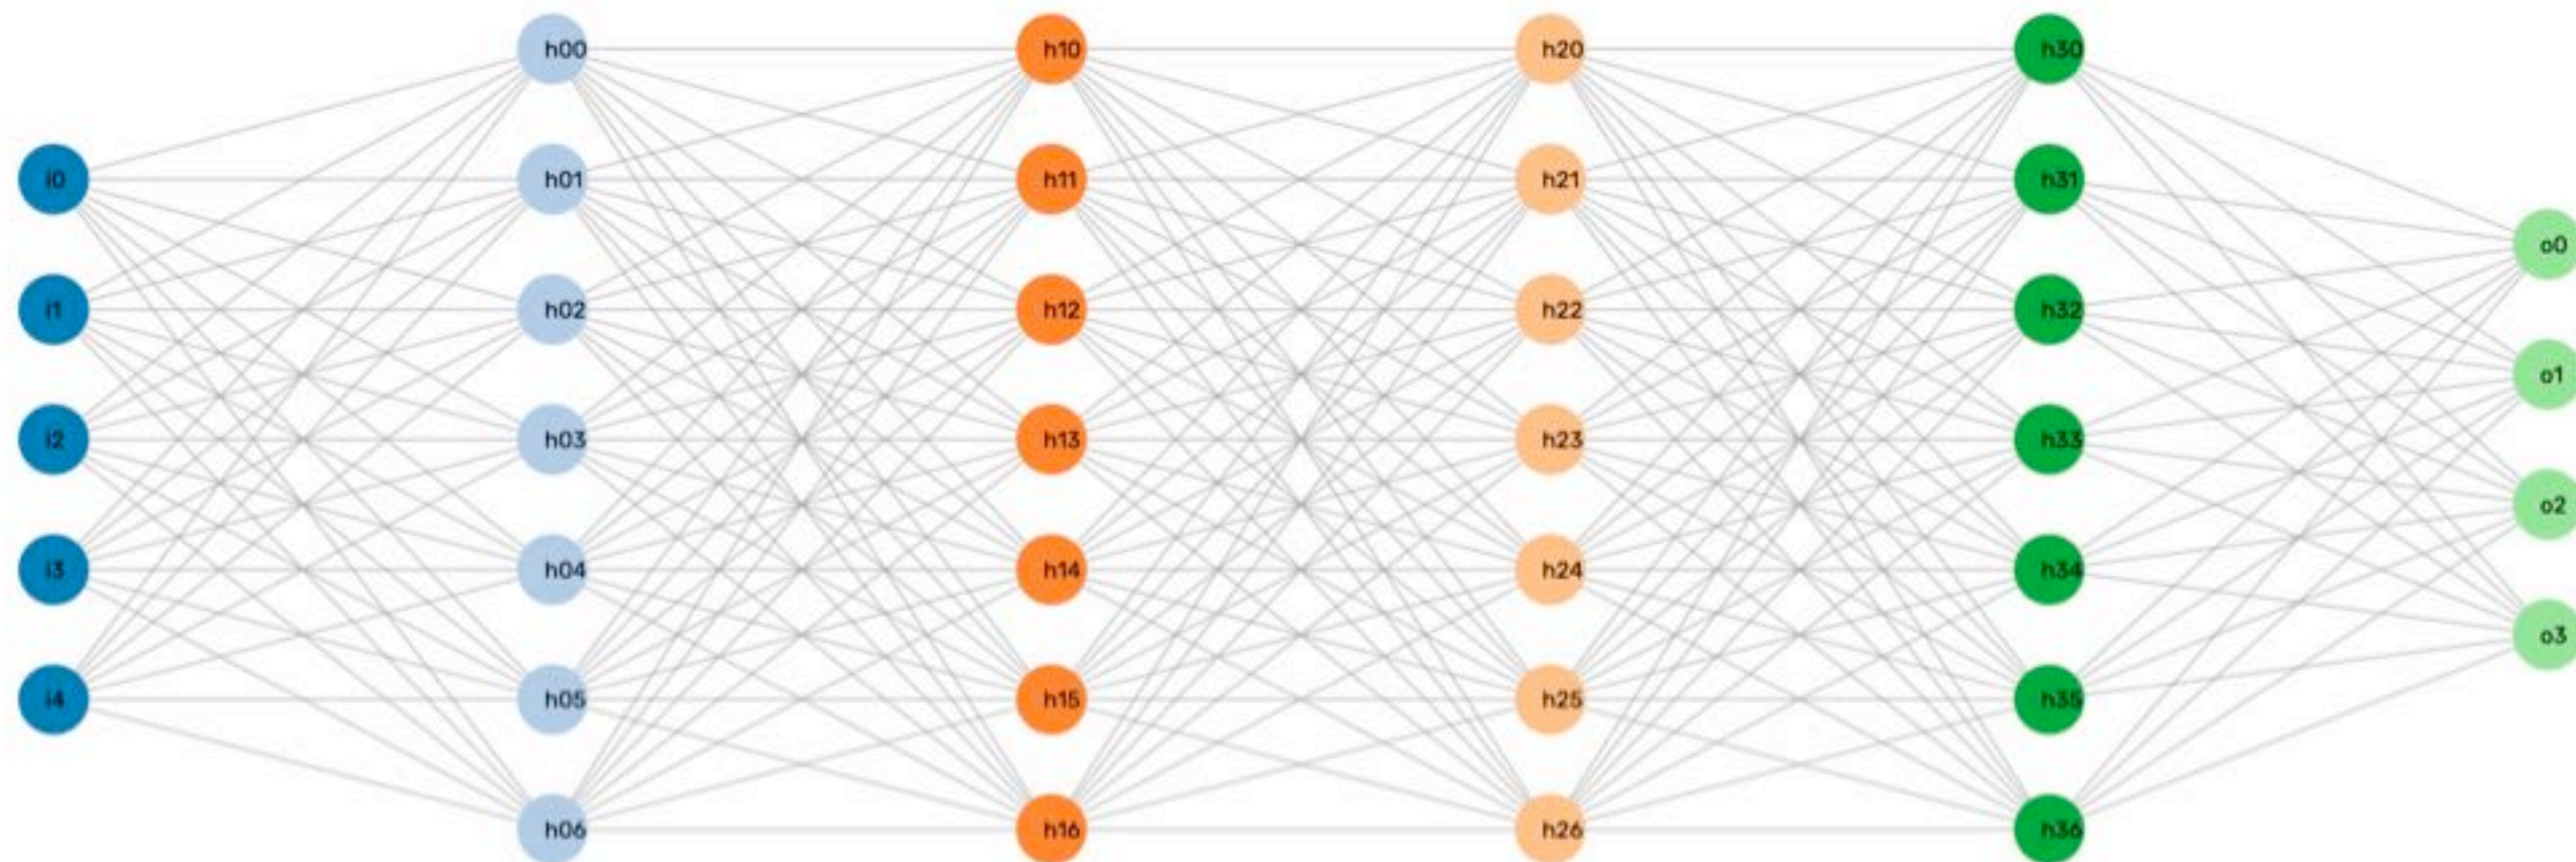 h00 h10 h20 h30
i0 h01 h11 h21 h31
o0
i1 h02 h12 h22 h32
o1
i2 h03 h13 h23 h33
o2
i3 h04 h14 h24 h34
o3
i4 h05 h15 h25 h35
h06 h16 h26 h36